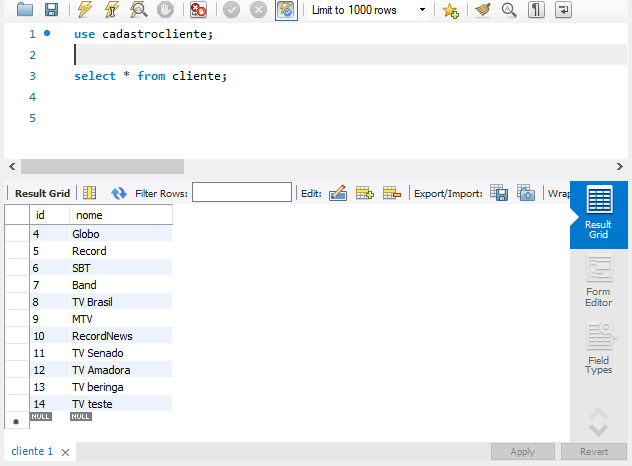 Limit to 1000 rows
1 use cadastrocliente;
2
3 select * from cliente;
4
5
Result Grid Filter Rows: Edit: Export/Import: Wrap
id nome
4 Globo
5 Record
6 SBT
7 Band
8 TV Brasil
9 MTV
10 RecordNews
11 TV Senado
12 TV Amadora
13 TV beringa
14 TV teste
NULL NULL
Result
Grid
Form
Editor
Field
Types
cliente 1
Apply Revert